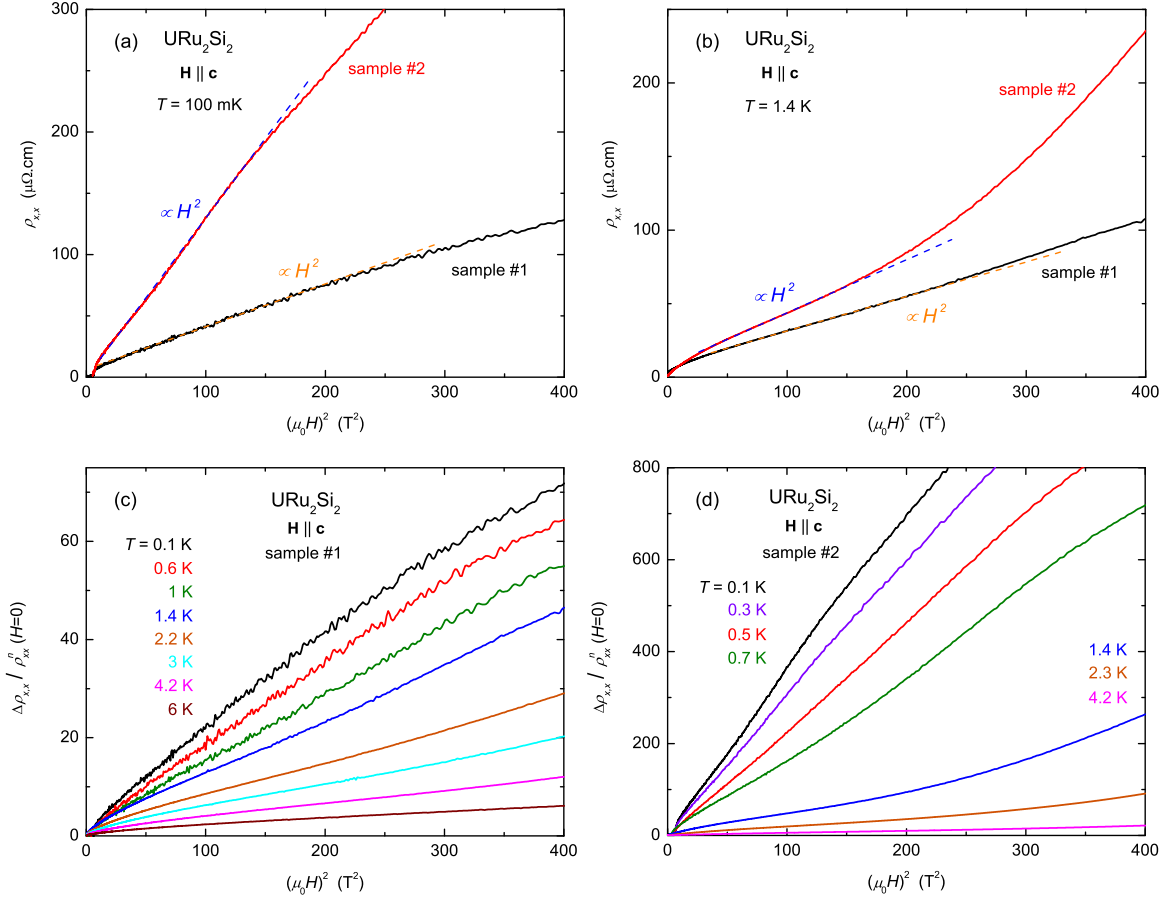 (a)
URu₂Si₂
H || c
T = 100 mK
sample #2
∝ H²
∝ H²
sample #1
300
200
100
0
ρx,x (μΩ.cm)
0 100 200 300 400
(μ₀H)² (T²)
(b)
URu₂Si₂
H || c
T = 1.4 K
sample #2
∝ H²
∝ H²
sample #1
200
100
0
ρx,x (μΩ.cm)
0 100 200 300 400
(μ₀H)² (T²)
(c)
URu₂Si₂
H || c
sample #1
T = 0.1 K
0.6 K
1 K
1.4 K
2.2 K
3 K
4.2 K
6 K
60
40
20
0
Δρx,x / ρⁿxx (H=0)
0 100 200 300 400
(μ₀H)² (T²)
(d)
URu₂Si₂
H || c
sample #2
T = 0.1 K
0.3 K
0.5 K
0.7 K
1.4 K
2.3 K
4.2 K
800
600
400
200
0
Δρx,x / ρⁿxx (H=0)
0 100 200 300 400
(μ₀H)² (T²)